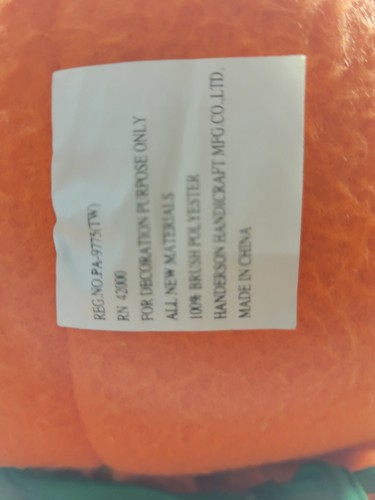 REG.NO.PA-9775(TW)
RN 42000
FOR DECORATION PURPOSE ONLY
ALL NEW MATERIALS
100% BRUSH POLYESTER
HANDERSON HANDICRAFT MFG.CO.,LTD.
MADE IN CHINA